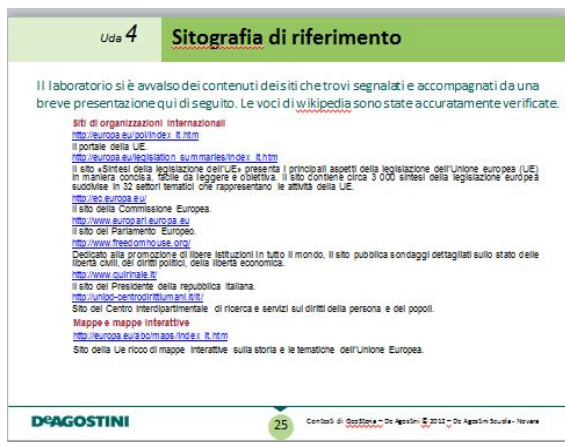 Uda 4
Sitografia di riferimento
Il laboratorio si è avvalso dei contenuti dei siti che trovi segnalati e accompagnati da una
breve presentazione qui di seguito. Le voci di wikipedia sono state accuratamente verificate.
Siti di organizzazioni internazionali
http://europa.eu/pol/index_it.htm
Il portale della UE.
http://europa.eu/legislation_summaries/index_it.htm
Il sito «Sintesi della legislazione dell'UE» presenta i principali aspetti della legislazione dell'Unione europea (UE)
in maniera concisa, facile da leggere e obiettiva. Il sito contiene circa 3 000 sintesi della legislazione europea
suddivise in 32 settori tematici che rappresentano le attività della UE.
http://ec.europa.eu/
Il sito della Commissione Europea.
http://www.europarl.europa.eu
Il sito del Parlamento Europeo.
http://www.freedomhouse.org/
Dedicato alla promozione di libere istituzioni in tutto il mondo, il sito pubblica sondaggi dettagliati sullo stato delle
libertà civili, dei diritti politici, della libertà economica.
http://www.quirinale.it/
Il sito del Presidente della repubblica italiana.
http://unipd-centrodirittiumani.it/it/
Sito del Centro interdipartimentale di ricerca e servizi sui diritti della persona e dei popoli.
Mappe e mappe interattive
http://europa.eu/abc/maps/index_it.htm
Sito della Ue ricco di mappe interattive sulla storia e le tematiche dell'Unione Europea.
DeAGOSTINI
25
Contesti di GeoStoria – De Agostini © 2012 – De Agostini Scuola - Novara